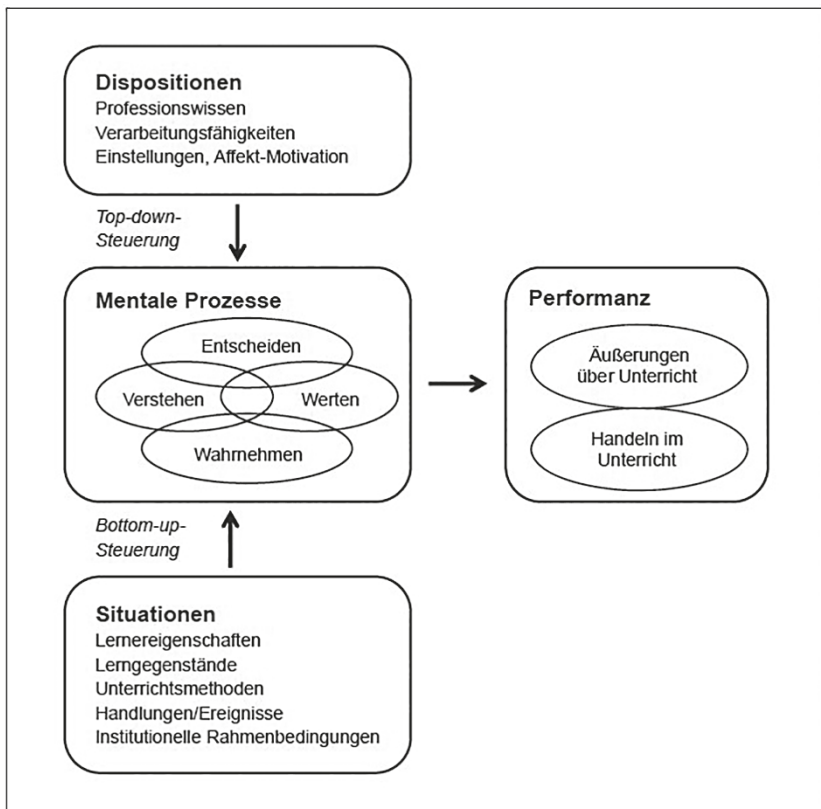 Dispositionen
Professionswissen
Verarbeitungsfähigkeiten
Einstellungen, Affekt-Motivation
Top-down-
Steuerung
Mentale Prozesse
Entscheiden
Verstehen
Werten
Wahrnehmen
Performanz
Äußerungen
über Unterricht
Handeln im
Unterricht
Bottom-up-
Steuerung
Situationen
Lernereigenschaften
Lerngegenstände
Unterrichtsmethoden
Handlungen/Ereignisse
Institutionelle Rahmenbedingungen